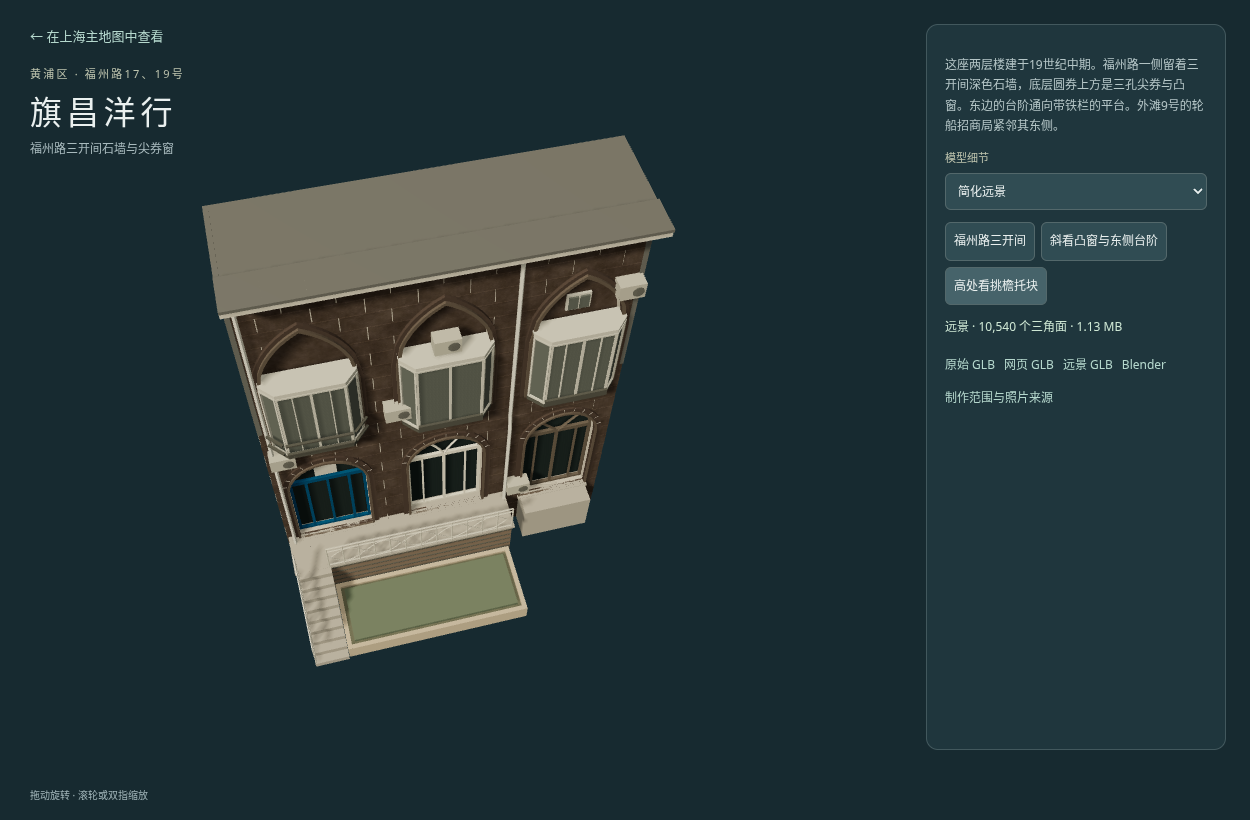 ← 在上海主地图中查看
黄浦区 · 福州路17、19号
旗昌洋行
福州路三开间石墙与尖券窗
这座两层楼建于19世纪中期。福州路一侧留着三
开间深色石墙，底层圆券上方是三孔尖券与凸
窗。东边的台阶通向带铁栏的平台。外滩9号的轮
船招商局紧邻其东侧。
模型细节
简化远景
福州路三开间
斜看凸窗与东侧台阶
高处看挑檐托块
远景 · 10,540 个三角面 · 1.13 MB
原始 GLB 网页 GLB 远景 GLB Blender
制作范围与照片来源
拖动旋转 · 滚轮或双指缩放